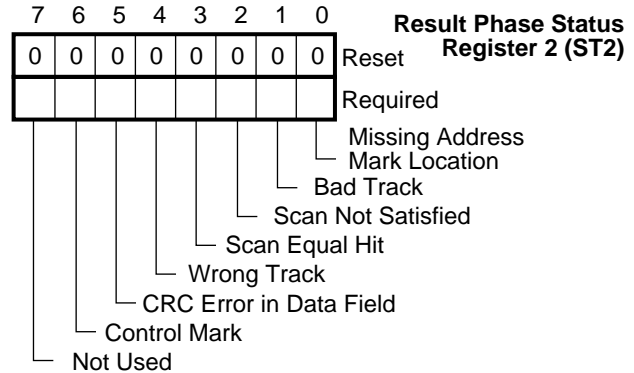 7 6 5 4 3 2 1 0
Result Phase Status
Register 2 (ST2)
0 0 0 0 0 0 0 0 Reset
Required
Missing Address
Mark Location
Bad Track
Scan Not Satisfied
Scan Equal Hit
Wrong Track
CRC Error in Data Field
Control Mark
Not Used